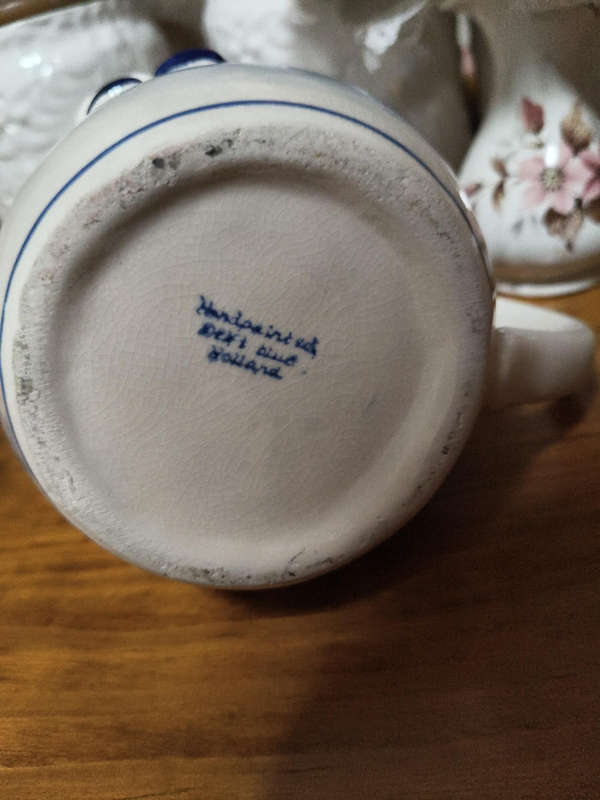 Handpainted
Delft blue
Holland